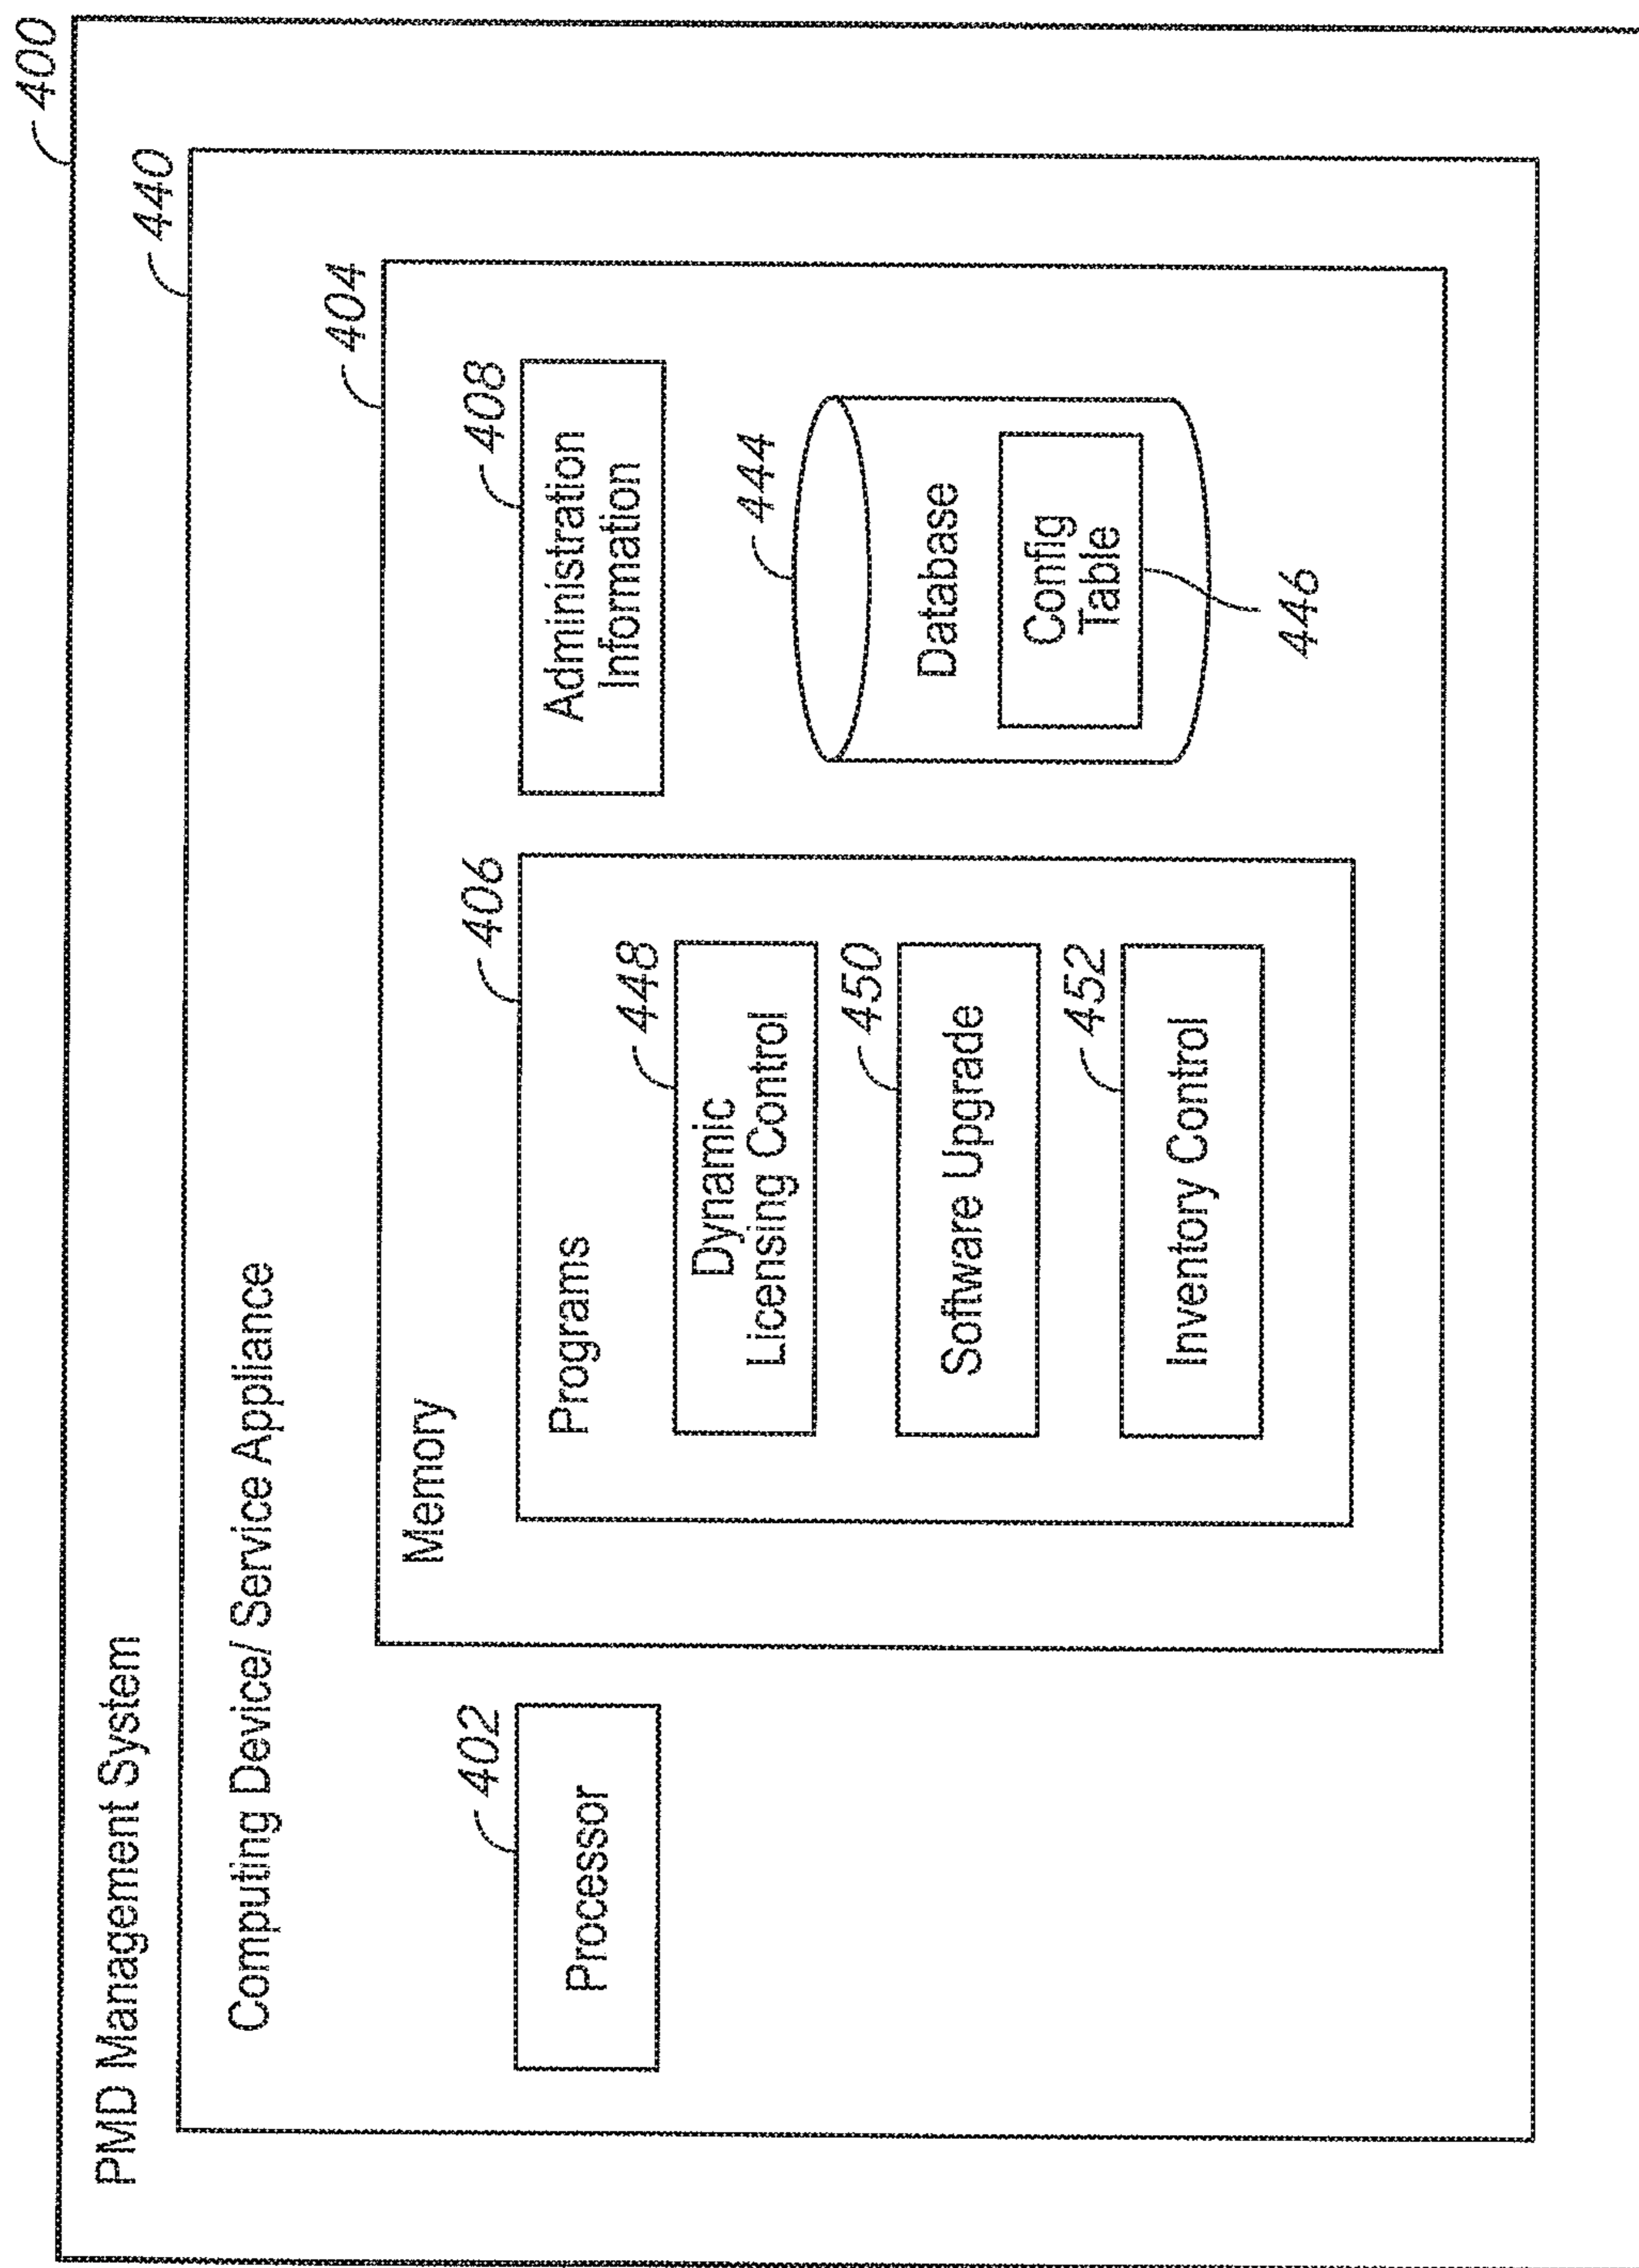 400
PMD Management System
440
Computing Device/ Service Appliance
404
Memory
402
Processor
406
Programs
448
Dynamic
Licensing Control
450
Software Upgrade
452
Inventory Control
408
Administration
Information
444
Database
Config
Table
446